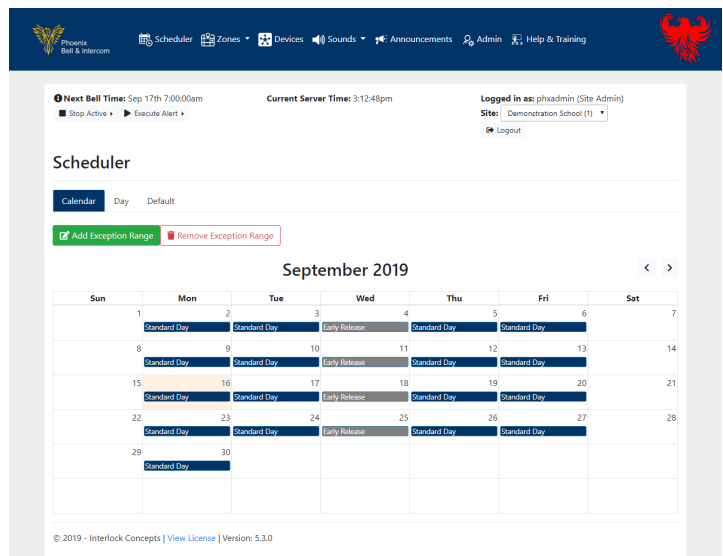 Phoenix
Bell & Intercom
Scheduler Zones Devices Sounds Announcements Admin Help & Training
Next Bell Time: Sep 17th 7:00:00am Current Server Time: 3:12:48pm Logged in as: phxadmin (Site Admin)
Stop Active Execute Alert Site: Demonstration School (1)
Logout
Scheduler
Calendar Day Default
Add Exception Range Remove Exception Range
September 2019
Sun Mon Tue Wed Thu Fri Sat
1 2 3 4 5 6 7
Standard Day Standard Day Early Release Standard Day Standard Day
8 9 10 11 12 13 14
Standard Day Standard Day Early Release Standard Day Standard Day
15 16 17 18 19 20 21
Standard Day Standard Day Early Release Standard Day Standard Day
22 23 24 25 26 27 28
Standard Day Standard Day Early Release Standard Day Standard Day
29 30
Standard Day
© 2019 - Interlock Concepts | View License | Version: 5.3.0